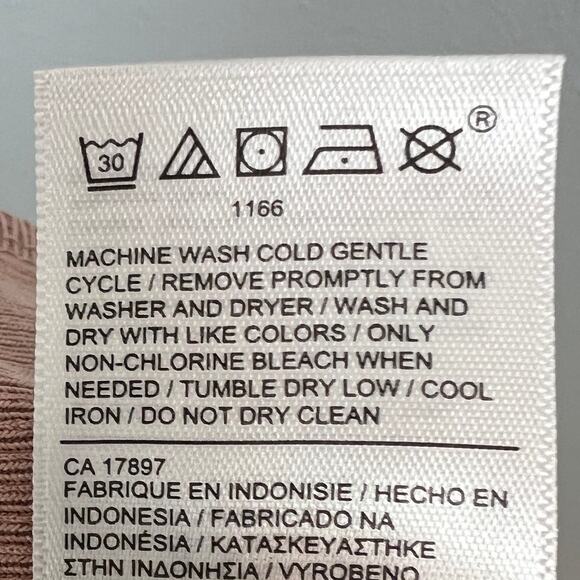 30
®
1166
MACHINE WASH COLD GENTLE
CYCLE / REMOVE PROMPTLY FROM
WASHER AND DRYER / WASH AND
DRY WITH LIKE COLORS / ONLY
NON-CHLORINE BLEACH WHEN
NEEDED / TUMBLE DRY LOW / COOL
IRON / DO NOT DRY CLEAN
CA 17897
FABRIQUE EN INDONISIE / HECHO EN
INDONESIA / FABRICADO NA
INDONÉSIA / ΚΑΤΑΣΚΕΥΑΣΤΗΚΕ
ΣΤΗΝ ΙΝΔΟΝΗΣΙΑ / VYROBENO